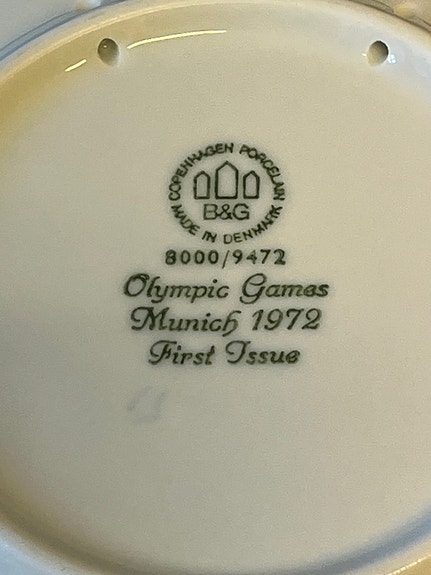 COPENHAGEN PORCELAIN
B&G
MADE IN DENMARK
8000/9472
Olympic Games
Munich 1972
First Issue